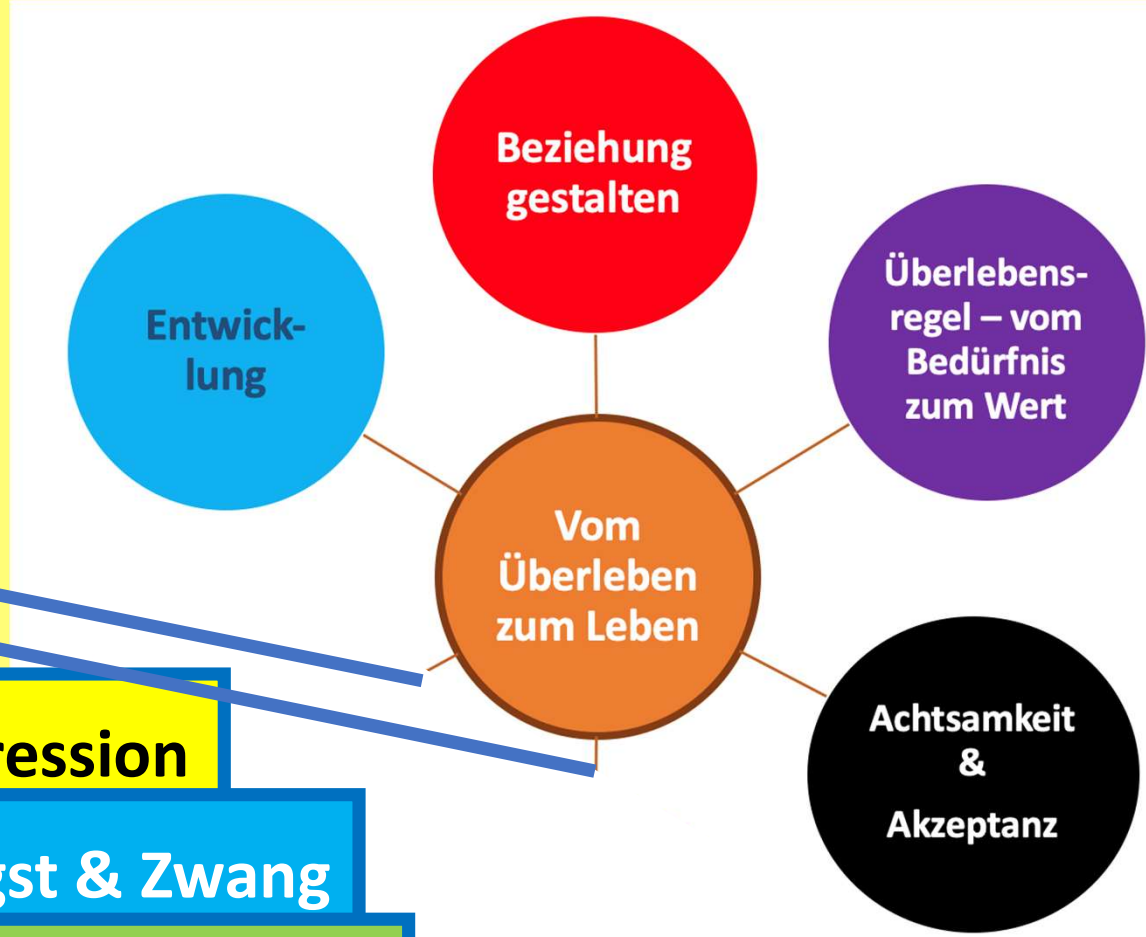 Beziehung
gestalten
Entwick-
lung
Überlebens-
regel – vom
Bedürfnis
zum Wert
Vom
Überleben
zum Leben
Achtsamkeit
&
Akzeptanz
ression
gst & Zwang